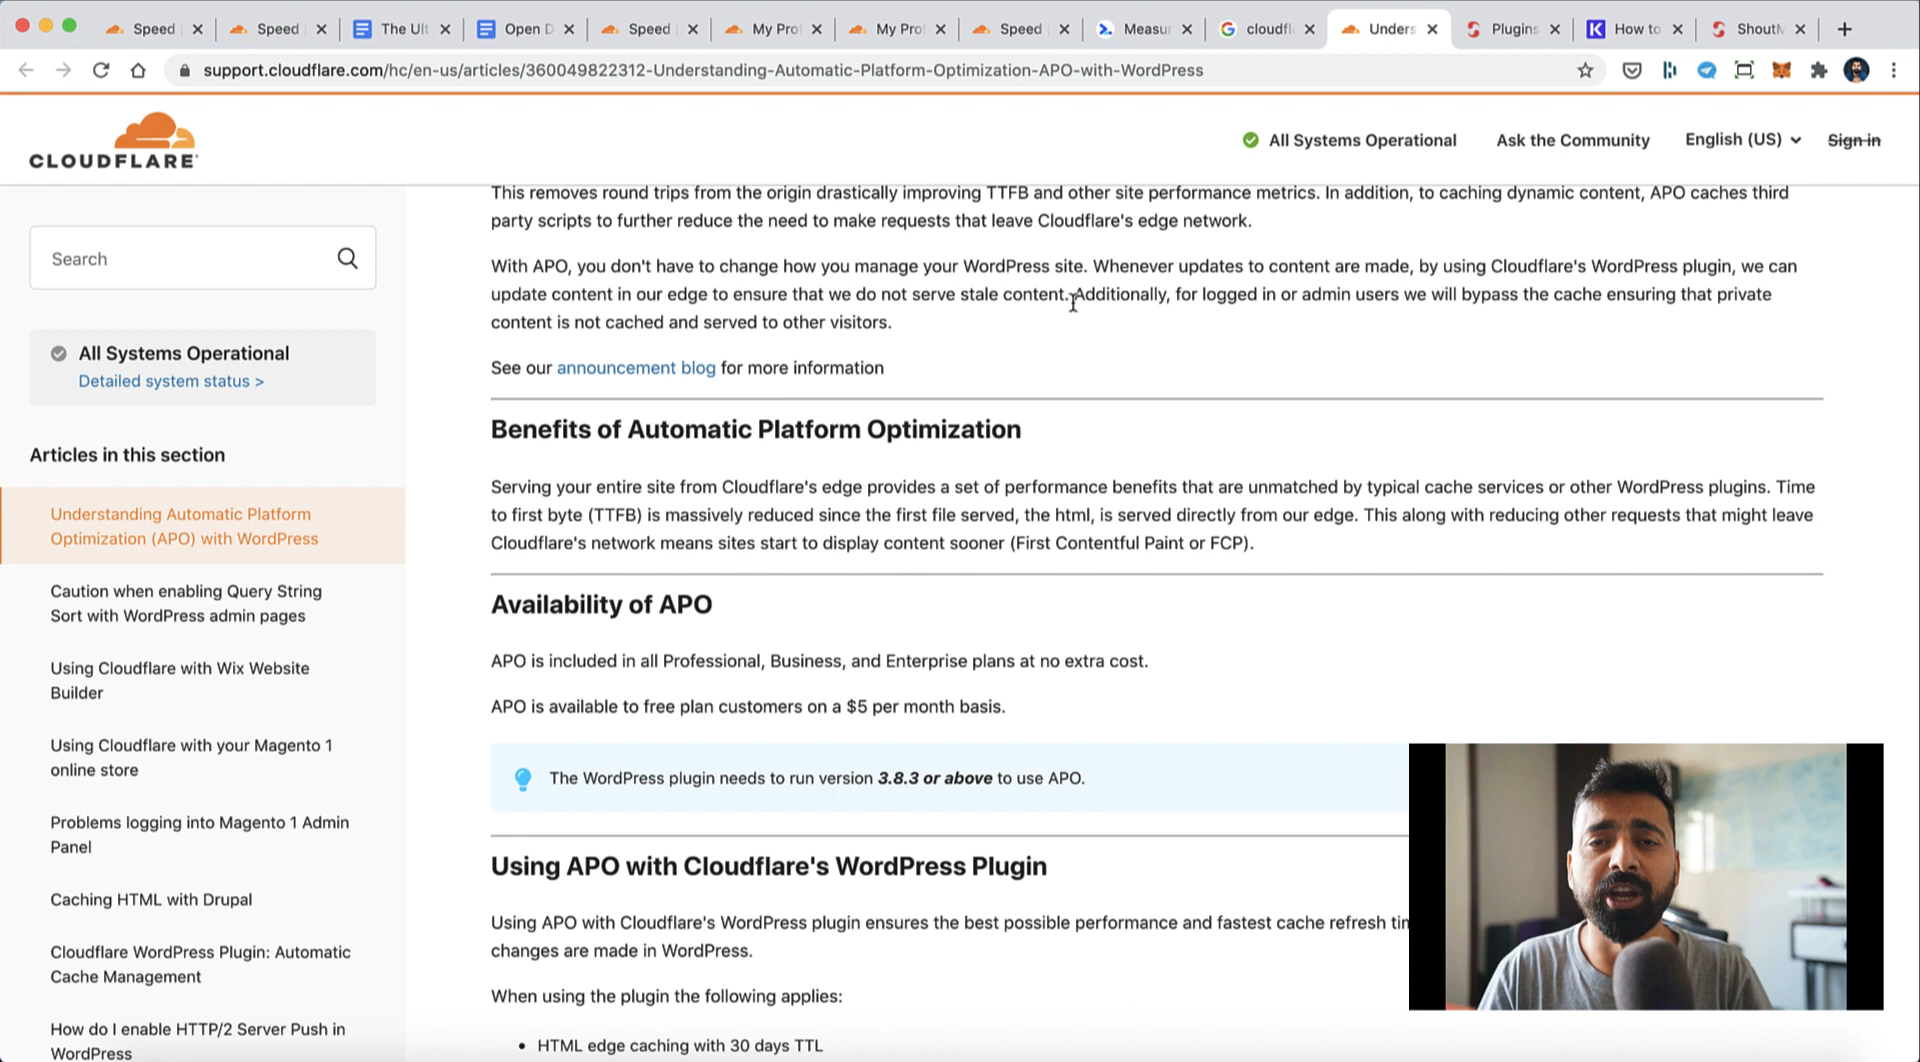 Speed
Speed
The Ult
Open D
Speed
My Pro
My Pro
Speed
Measur
cloudfl
Unders
Plugins
How to
ShoutM
support.cloudflare.com/hc/en-us/articles/360049822312-Understanding-Automatic-Platform-Optimization-APO-with-WordPress
CLOUDFLARE
All Systems Operational
Ask the Community
English (US)
Sign in
Search
All Systems Operational
Detailed system status >
Articles in this section
Understanding Automatic Platform
Optimization (APO) with WordPress
Caution when enabling Query String
Sort with WordPress admin pages
Using Cloudflare with Wix Website
Builder
Using Cloudflare with your Magento 1
online store
Problems logging into Magento 1 Admin
Panel
Caching HTML with Drupal
Cloudflare WordPress Plugin: Automatic
Cache Management
How do I enable HTTP/2 Server Push in
WordPress
This removes round trips from the origin drastically improving TTFB and other site performance metrics. In addition, to caching dynamic content, APO caches third
party scripts to further reduce the need to make requests that leave Cloudflare's edge network.
With APO, you don't have to change how you manage your WordPress site. Whenever updates to content are made, by using Cloudflare's WordPress plugin, we can
update content in our edge to ensure that we do not serve stale content. Additionally, for logged in or admin users we will bypass the cache ensuring that private
content is not cached and served to other visitors.
See our announcement blog for more information
Benefits of Automatic Platform Optimization
Serving your entire site from Cloudflare's edge provides a set of performance benefits that are unmatched by typical cache services or other WordPress plugins. Time
to first byte (TTFB) is massively reduced since the first file served, the html, is served directly from our edge. This along with reducing other requests that might leave
Cloudflare's network means sites start to display content sooner (First Contentful Paint or FCP).
Availability of APO
APO is included in all Professional, Business, and Enterprise plans at no extra cost.
APO is available to free plan customers on a $5 per month basis.
The WordPress plugin needs to run version 3.8.3 or above to use APO.
Using APO with Cloudflare's WordPress Plugin
Using APO with Cloudflare's WordPress plugin ensures the best possible performance and fastest cache refresh tin
changes are made in WordPress.
When using the plugin the following applies:
• HTML edge caching with 30 days TTL